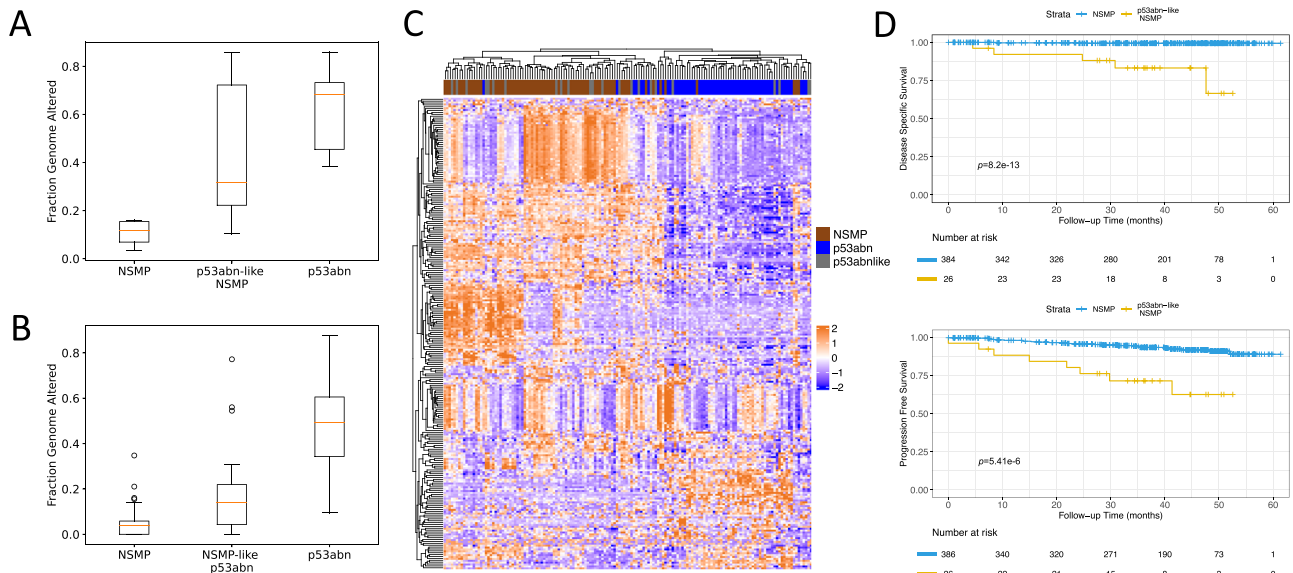 A
Fraction Genome Altered
0.8
0.6
0.4
0.2
0.0
NSMP
p53abn-like
NSMP
p53abn
B
Fraction Genome Altered
0.8
0.6
0.4
0.2
0.0
NSMP
NSMP-like
p53abn
p53abn
C
NSMP
p53abn
p53abnlike
2
1
0
−1
−2
D
Strata NSMP p53abn−like
NSMP
Disease Specific Survival
1.00
0.75
0.50
0.25
0.00
p=8.2e-13
0 10 20 30 40 50 60
Follow−up Time (months)
Number at risk
384 342 326 280 201 78 1
26 23 23 18 8 3 0
Strata NSMP p53abn−like
NSMP
Progression Free Survival
1.00
0.75
0.50
0.25
0.00
p=5.41e-6
0 10 20 30 40 50 60
Follow−up Time (months)
Number at risk
386 340 320 271 190 73 1